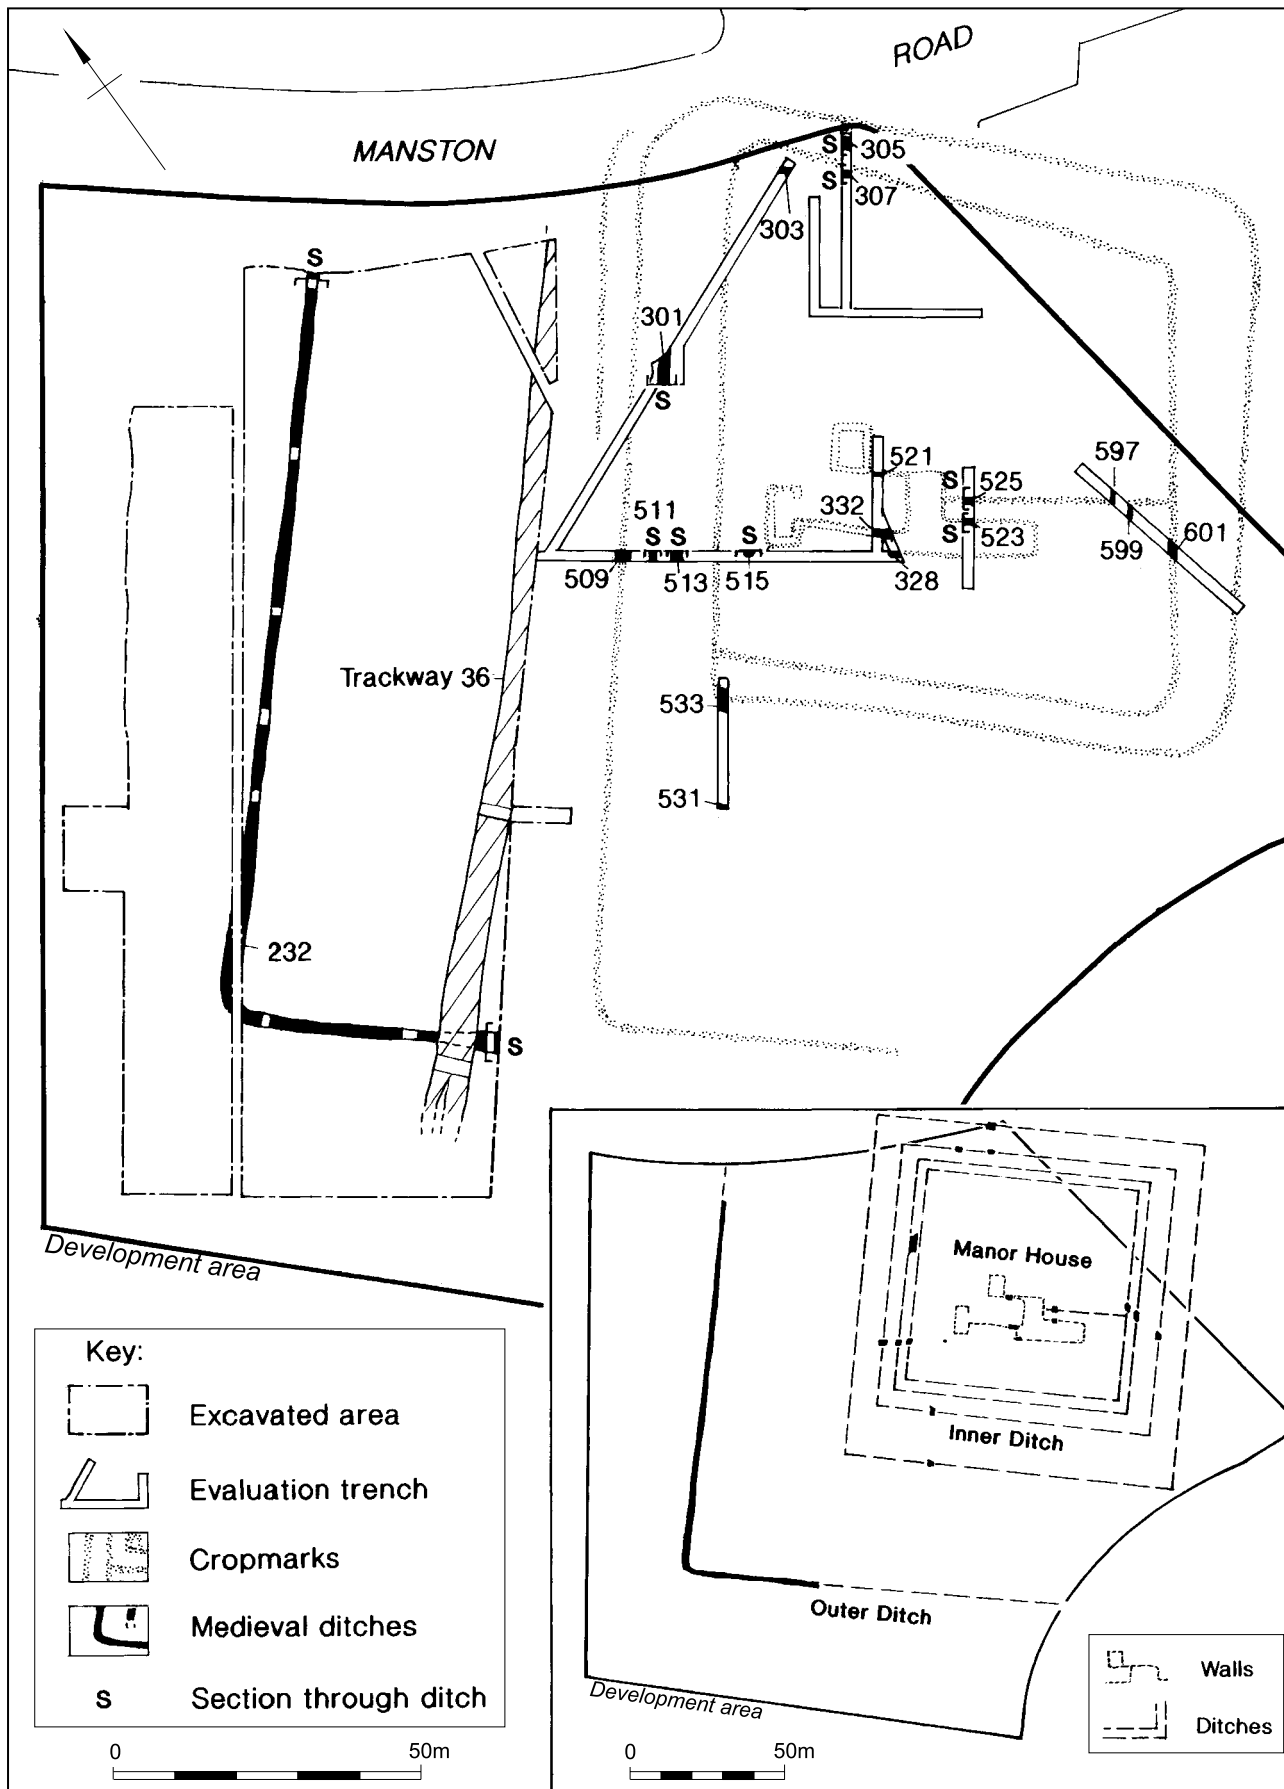 ROAD
MANSTON
S
305
S
307
303
S
301
S
521
332
S
525
S
523
597
599
601
511
S
S
S
509
513
515
328
Trackway 36
533
531
232
S
Development area
Key:
Excavated area
Evaluation trench
Cropmarks
Medieval ditches
S
Section through ditch
0
50m
Manor House
Inner Ditch
Outer Ditch
Development area
Walls
Ditches
0
50m